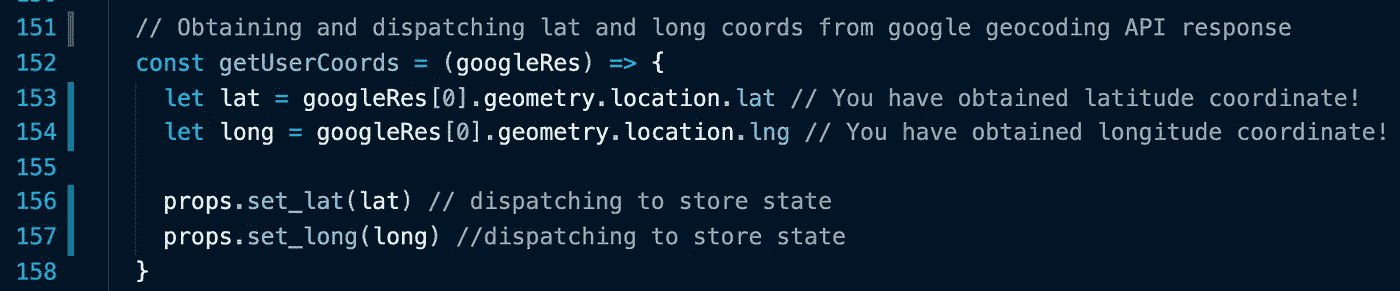 151 // Obtaining and dispatching lat and long coords from google geocoding API response
152 const getUserCoords = (googleRes) => {
153 let lat = googleRes[0].geometry.location.lat // You have obtained latitude coordinate!
154 let long = googleRes[0].geometry.location.lng // You have obtained longitude coordinate!
155
156 props.set_lat(lat) // dispatching to store state
157 props.set_long(long) //dispatching to store state
158 }